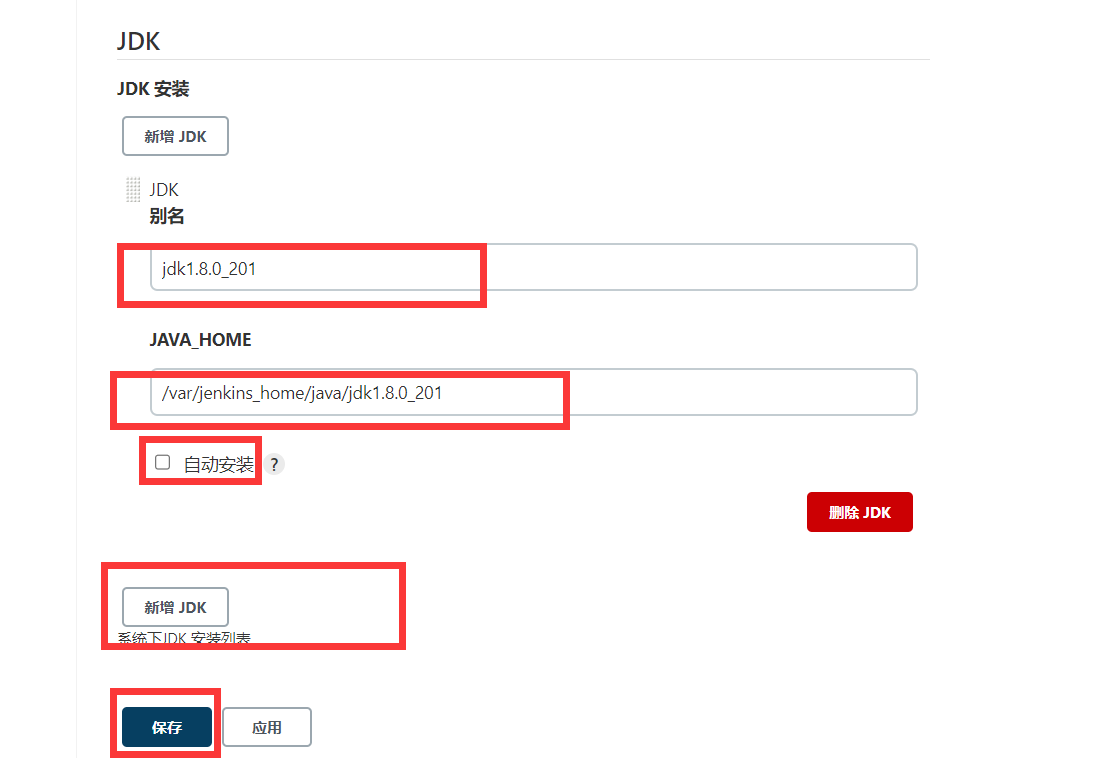 JDK
JDK 安装
新增 JDK
JDK
别名
jdk1.8.0_201
JAVA_HOME
/var/jenkins_home/java/jdk1.8.0_201
自动安装 ?
删除 JDK
新增 JDK
系统下JDK 安装列表
保存 应用